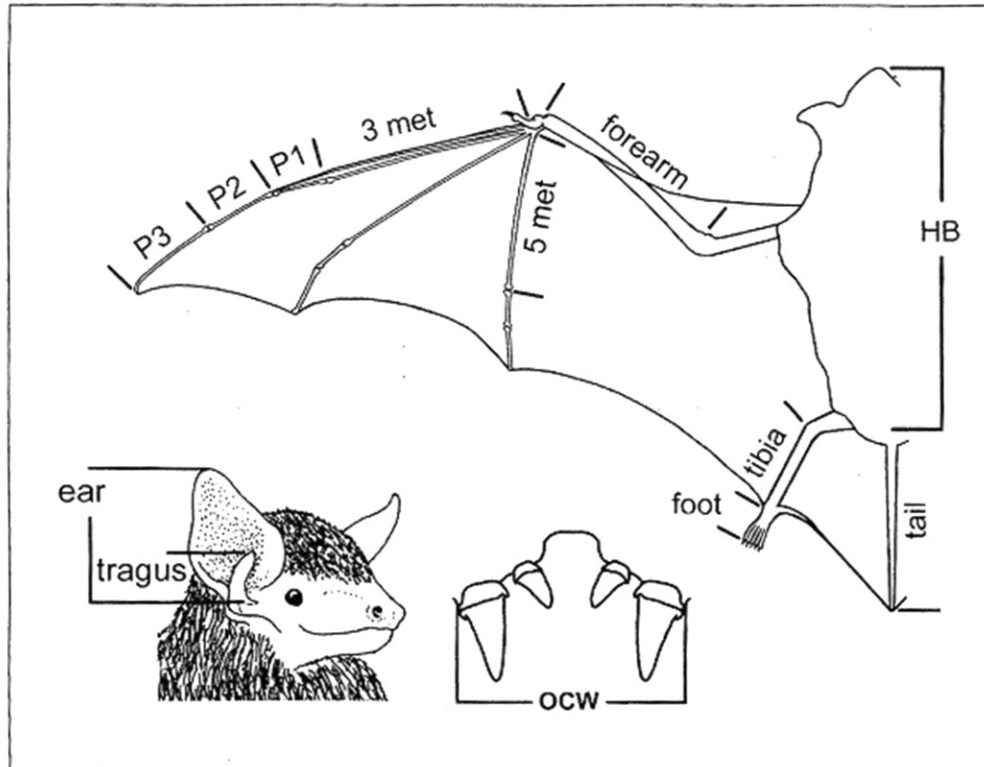 3 met
forearm
P1
P2
P3
5 met
HB
tibia
foot
tail
ear
tragus
ocw